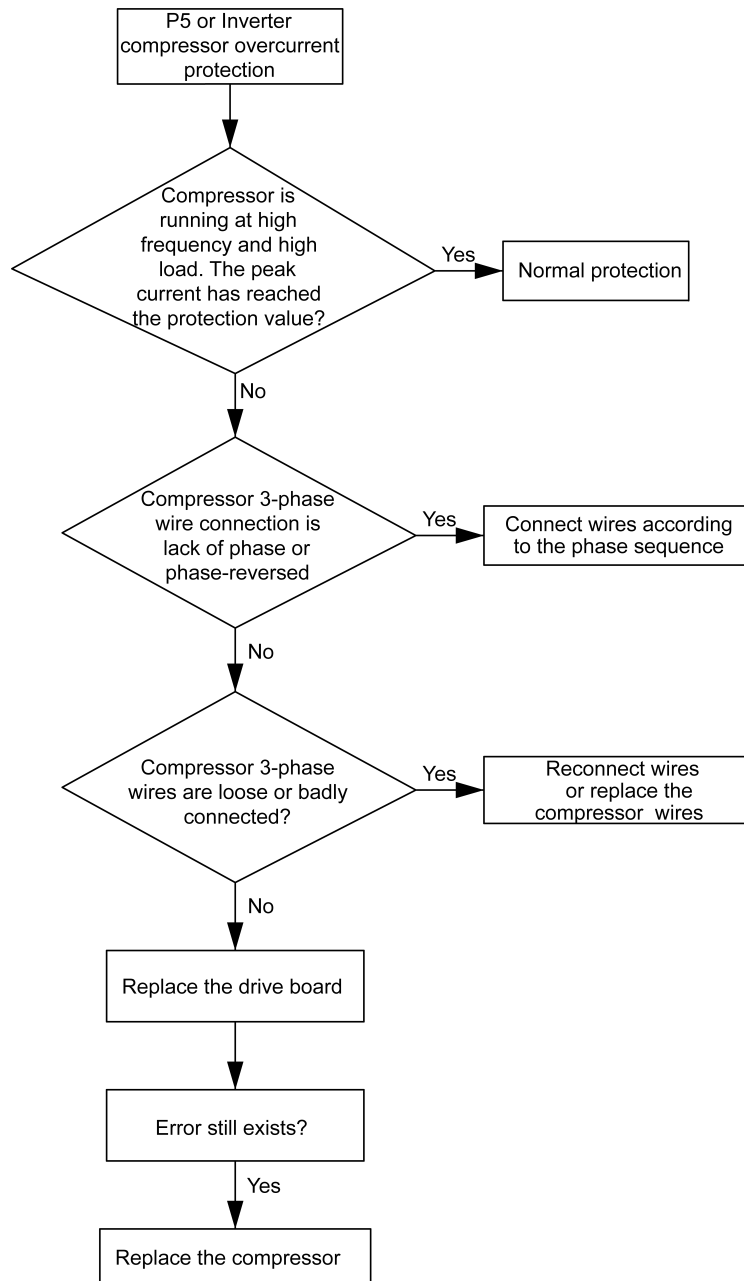 P5 or Inverter
compressor overcurrent
protection
Compressor is
running at high
frequency and high
load. The peak
current has reached
the protection value?
Yes
Normal protection
No
Compressor 3-phase
wire connection is
lack of phase or
phase-reversed
Yes
Connect wires according
to the phase sequence
No
Compressor 3-phase
wires are loose or badly
connected?
Yes
Reconnect wires
or replace the
compressor wires
No
Replace the drive board
Error still exists?
Yes
Replace the compressor